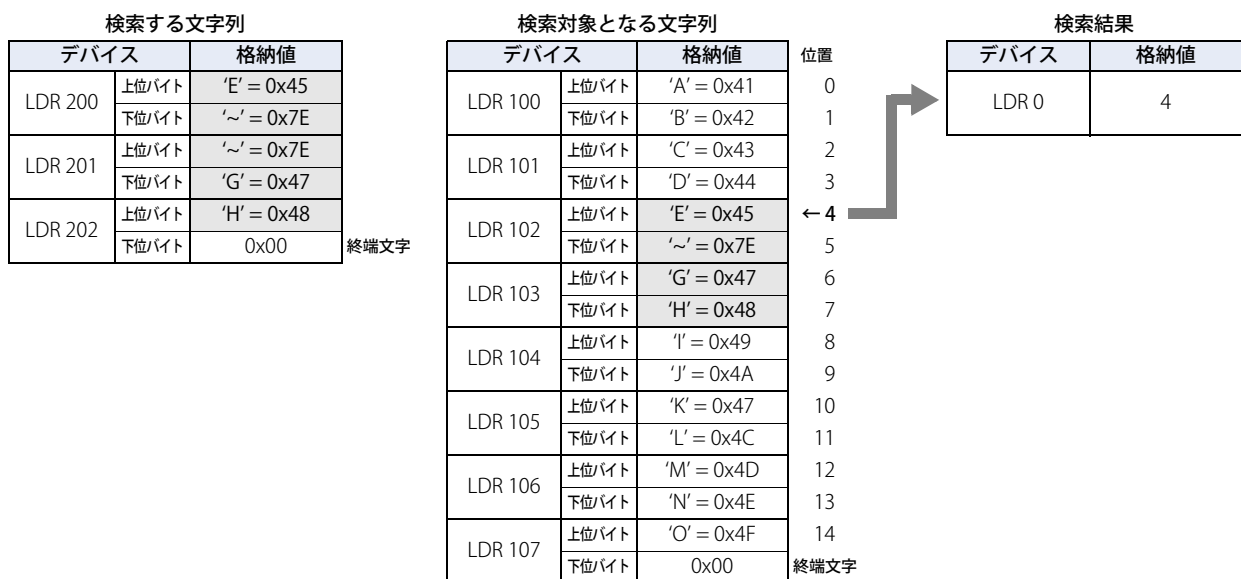 検索する文字列
デバイス 格納値
LDR 200 上位バイト ‘E’ = 0x45
下位バイト ‘~’ = 0x7E
LDR 201 上位バイト ‘~’ = 0x7E
下位バイト ‘G’ = 0x47
LDR 202 上位バイト ‘H’ = 0x48
下位バイト 0x00 終端文字
検索対象となる文字列
デバイス 格納値 位置
LDR 100 上位バイト ‘A’ = 0x41 0
下位バイト ‘B’ = 0x42 1
LDR 101 上位バイト ‘C’ = 0x43 2
下位バイト ‘D’ = 0x44 3
LDR 102 上位バイト ‘E’ = 0x45 ←4
下位バイト ‘~’ = 0x7E 5
LDR 103 上位バイト ‘G’ = 0x47 6
下位バイト ‘H’ = 0x48 7
LDR 104 上位バイト ‘I’ = 0x49 8
下位バイト ‘J’ = 0x4A 9
LDR 105 上位バイト ‘K’ = 0x47 10
下位バイト ‘L’ = 0x4C 11
LDR 106 上位バイト ‘M’ = 0x4D 12
下位バイト ‘N’ = 0x4E 13
LDR 107 上位バイト ‘O’ = 0x4F 14
下位バイト 0x00 終端文字
検索結果
デバイス 格納値
LDR 0 4